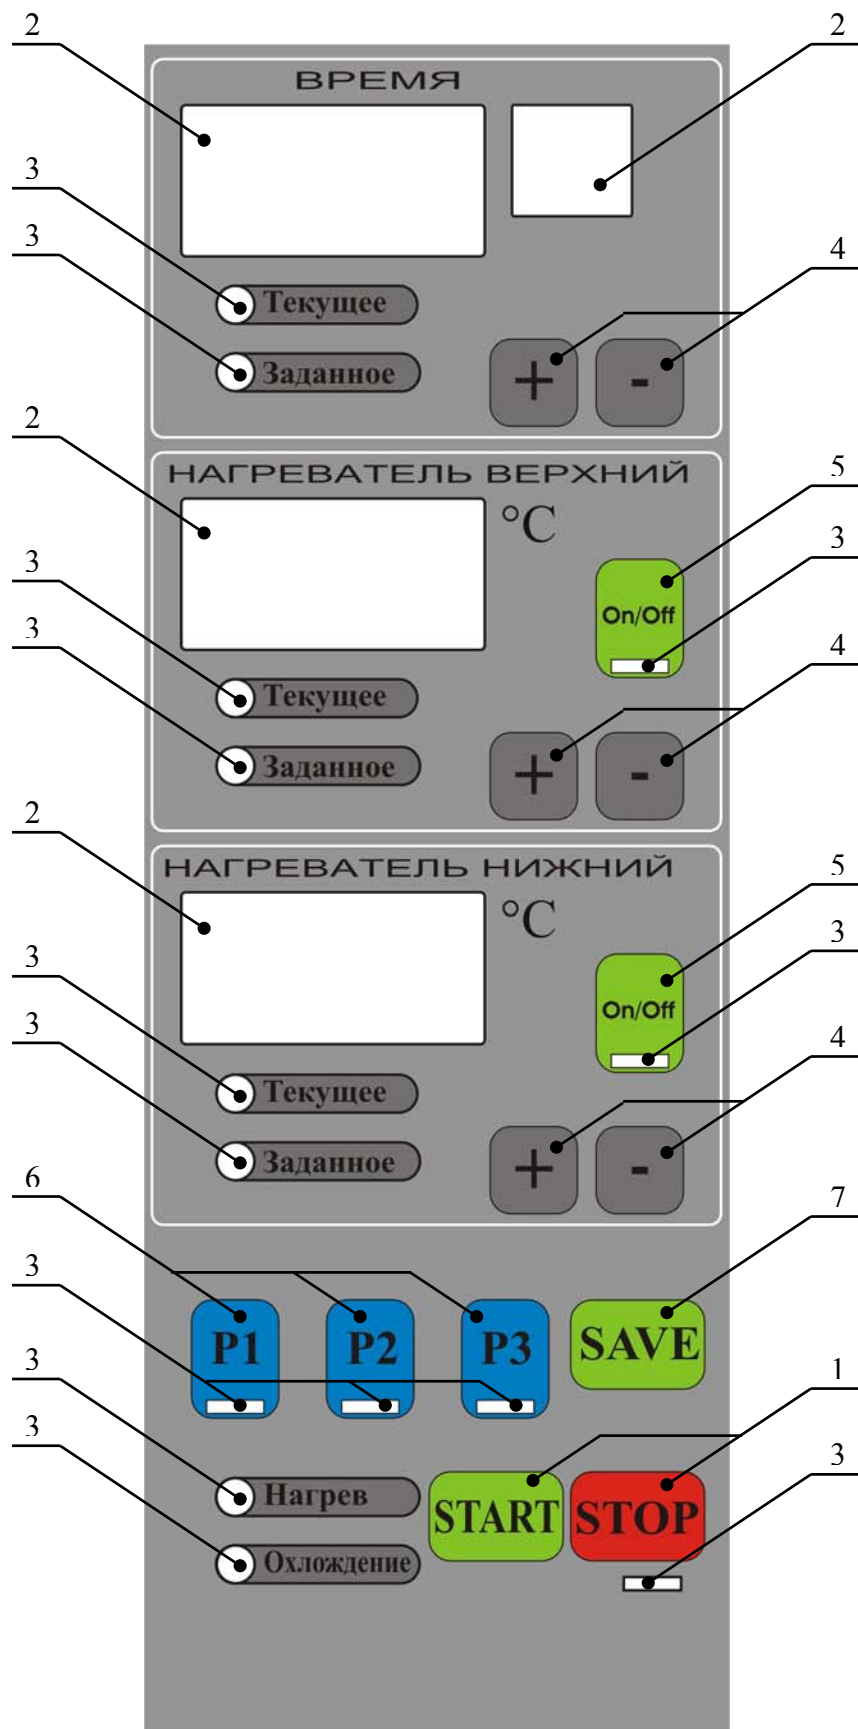 2 2
ВРЕМЯ
3
3
4
Текущее
Заданное
+ -
2
НАГРЕВАТЕЛЬ ВЕРХНИЙ
5
°C
3
3
On/Off
3
4
Текущее
Заданное
+ -
2
НАГРЕВАТЕЛЬ НИЖНИЙ
5
°C
3
3
On/Off
3
4
Текущее
Заданное
+ -
6
7
3
P1 P2 P3 SAVE
3
1
3
3
Нагрев
START STOP
Охлождение